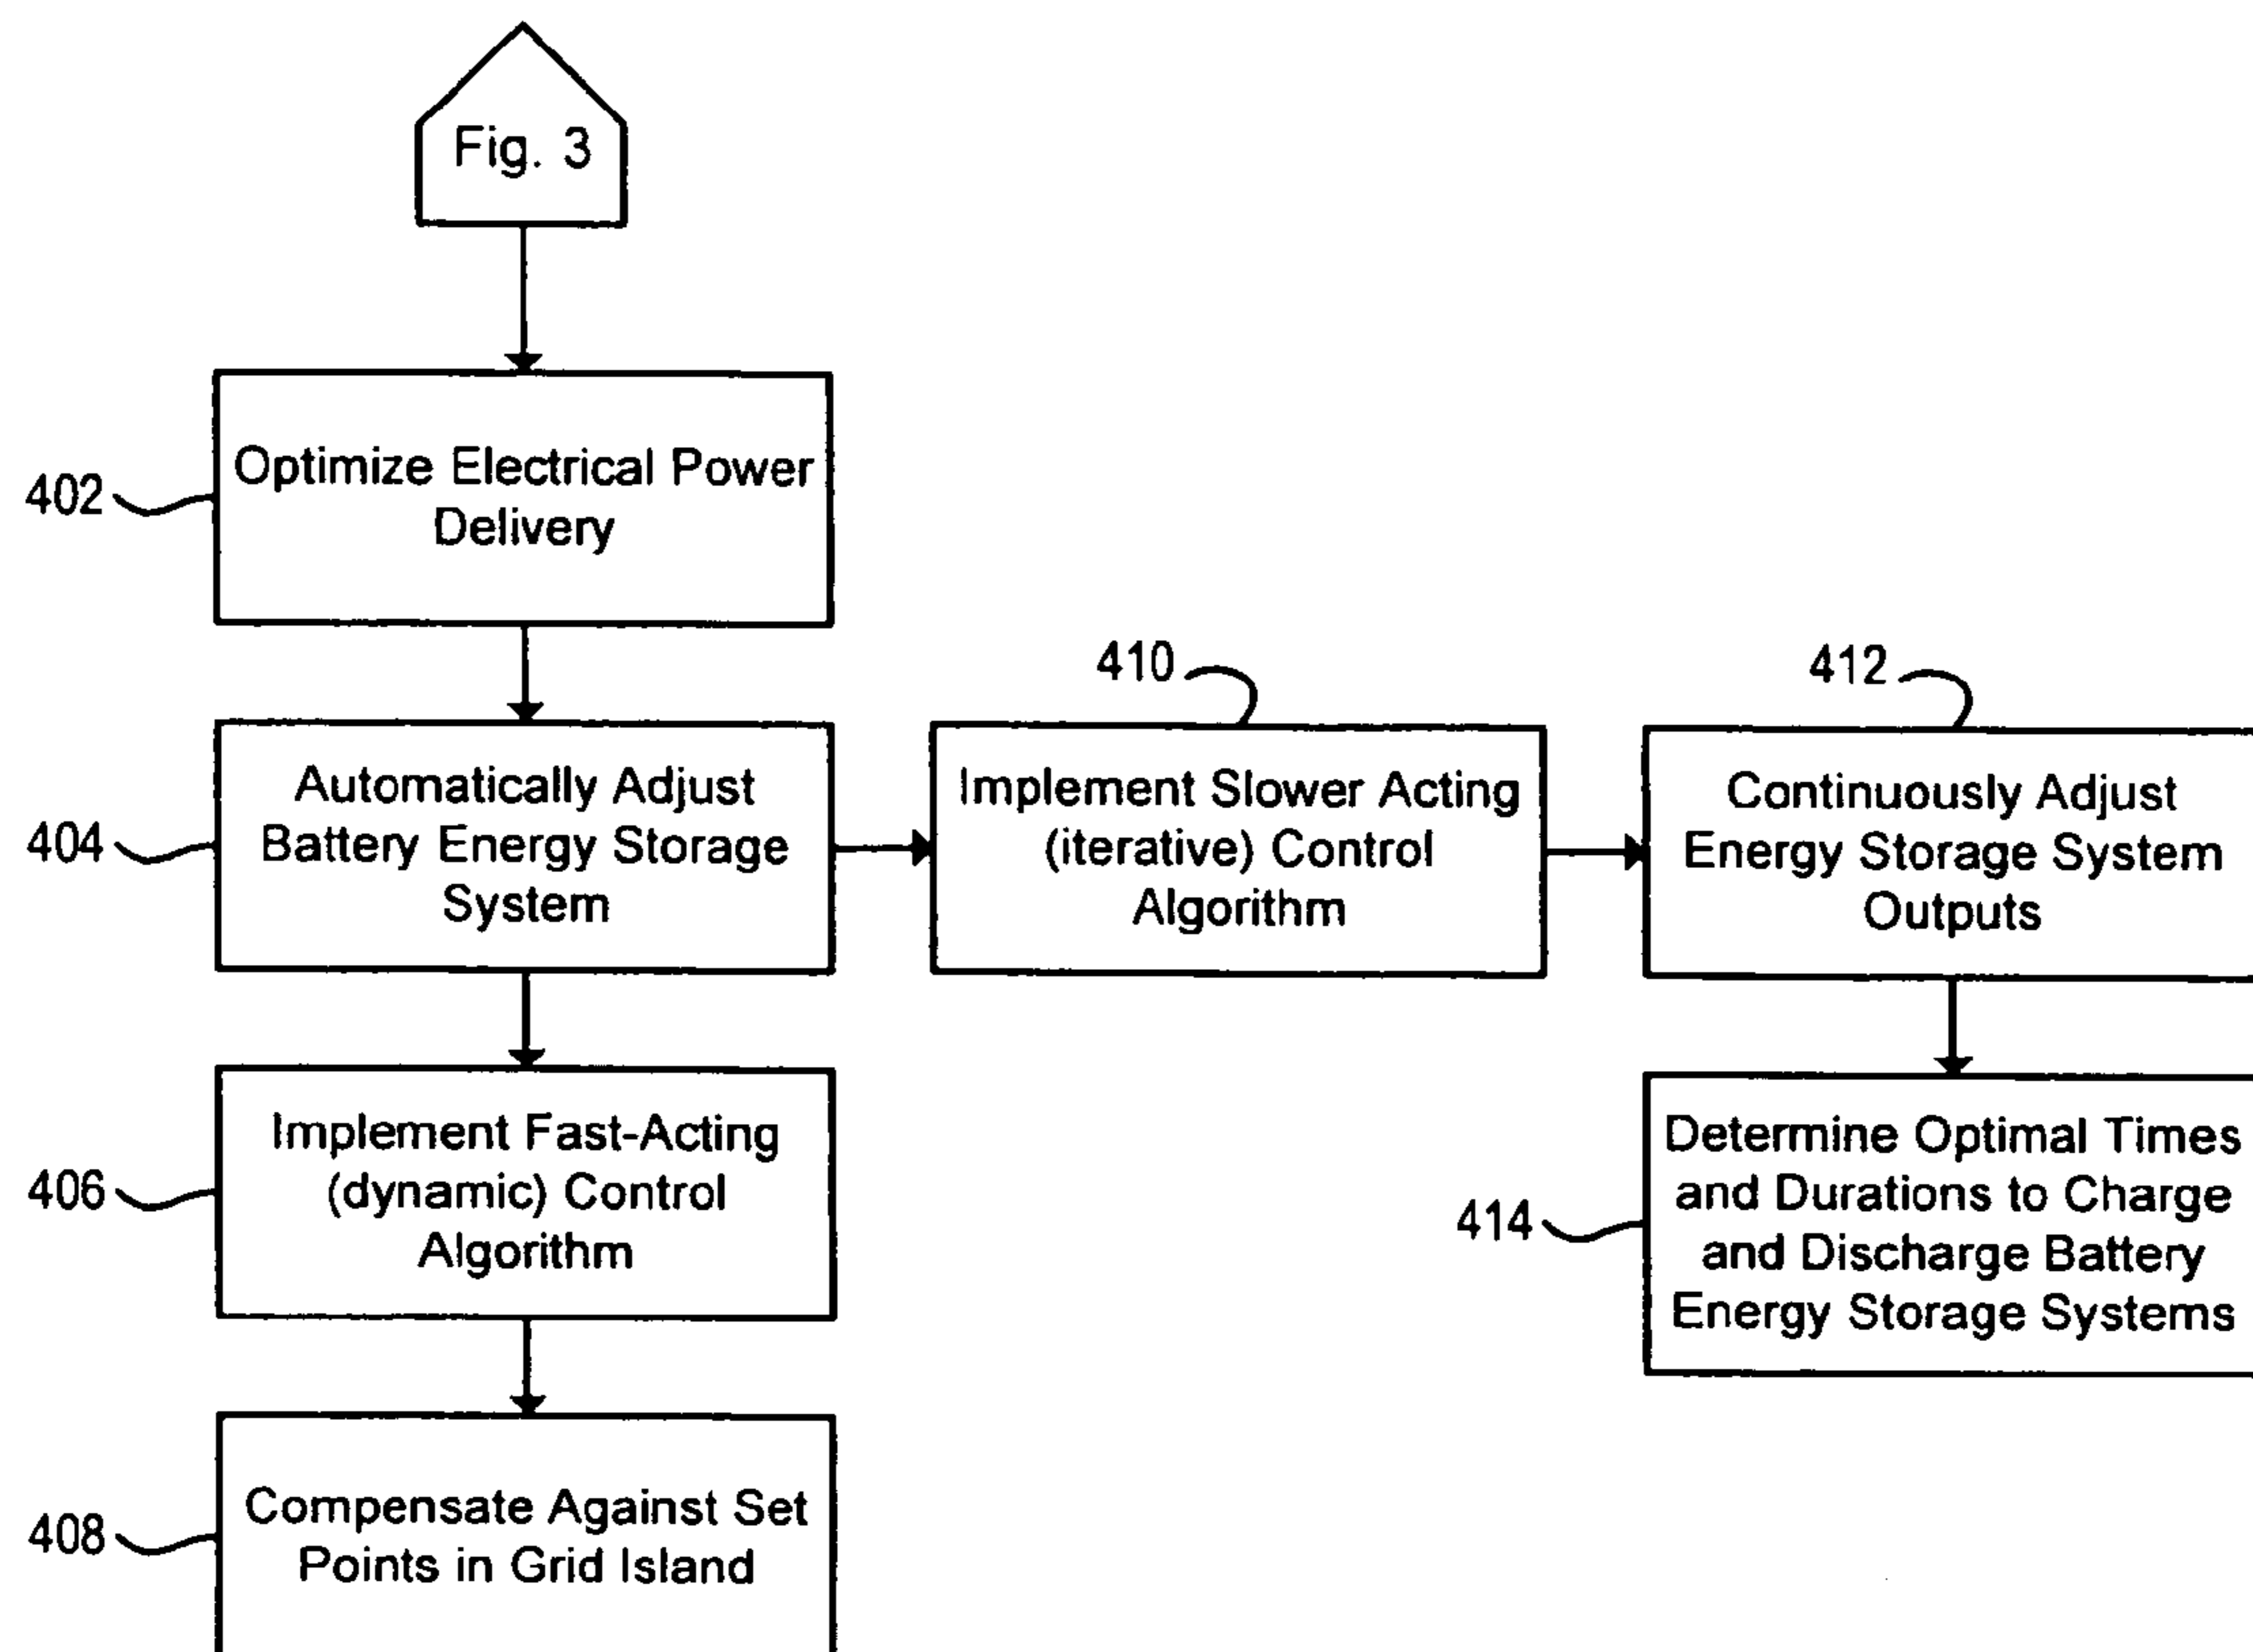 Fig. 3
402
Optimize Electrical Power
Delivery
404
Automatically Adjust
Battery Energy Storage
System
410
Implement Slower Acting
(iterative) Control
Algorithm
412
Continuously Adjust
Energy Storage System
Outputs
406
Implement Fast-Acting
(dynamic) Control
Algorithm
414
Determine Optimal Times
and Durations to Charge
and Discharge Battery
Energy Storage Systems
408
Compensate Against Set
Points in Grid Island